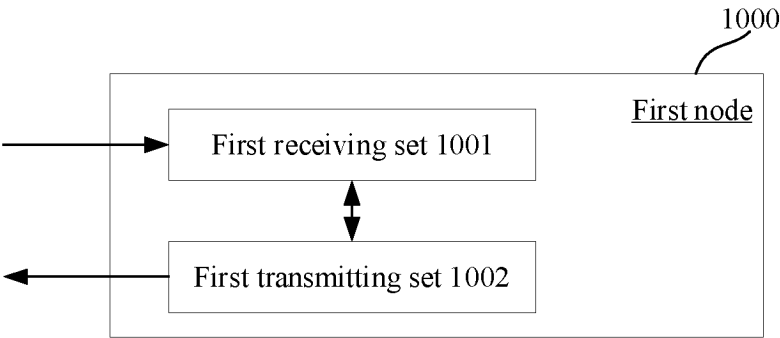 1000
First node
First receiving set 1001
First transmitting set 1002